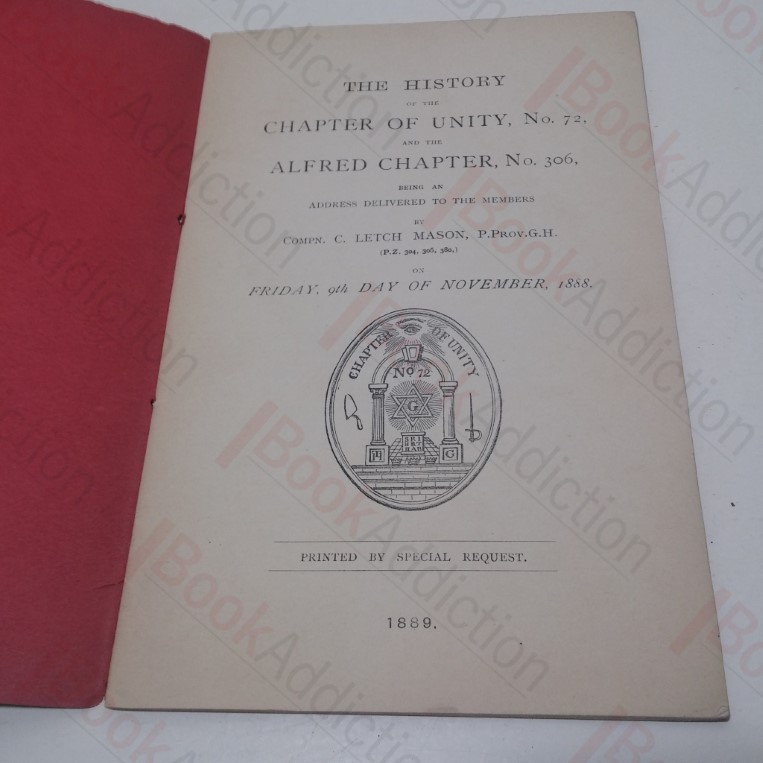 THE HISTORY
OF THE
CHAPTER OF UNITY, No. 72,
AND THE
ALFRED CHAPTER, No. 306,
BEING AN
ADDRESS DELIVERED TO THE MEMBERS
BY
COMPN. C. LETCH MASON, P.PROV.G.H.
(P.Z. 304, 306, 380,)
ON
FRIDAY, 9th DAY OF NOVEMBER, 1888.
CHAPTER OF UNITY
No 72
G
PRINTED BY SPECIAL REQUEST.
1889.
BookAddiction